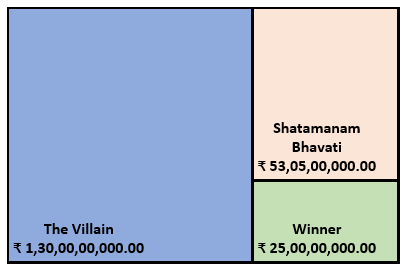 The Villain
₹ 1,30,00,00,000.00
Shatamanam
Bhavati
₹ 53,05,00,000.00
Winner
₹ 25,00,00,000.00